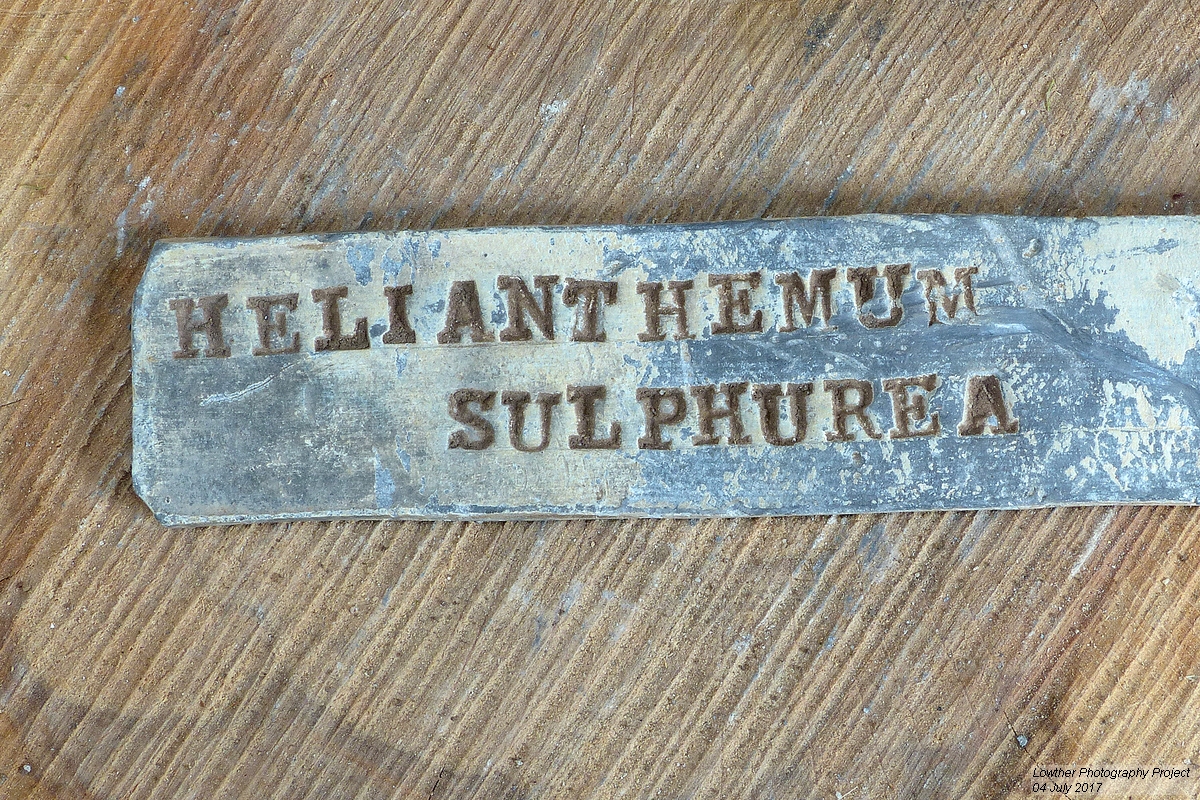 HELIANTHEMUM
SULPHUREA
Lowther Photography Project
04 July 2017